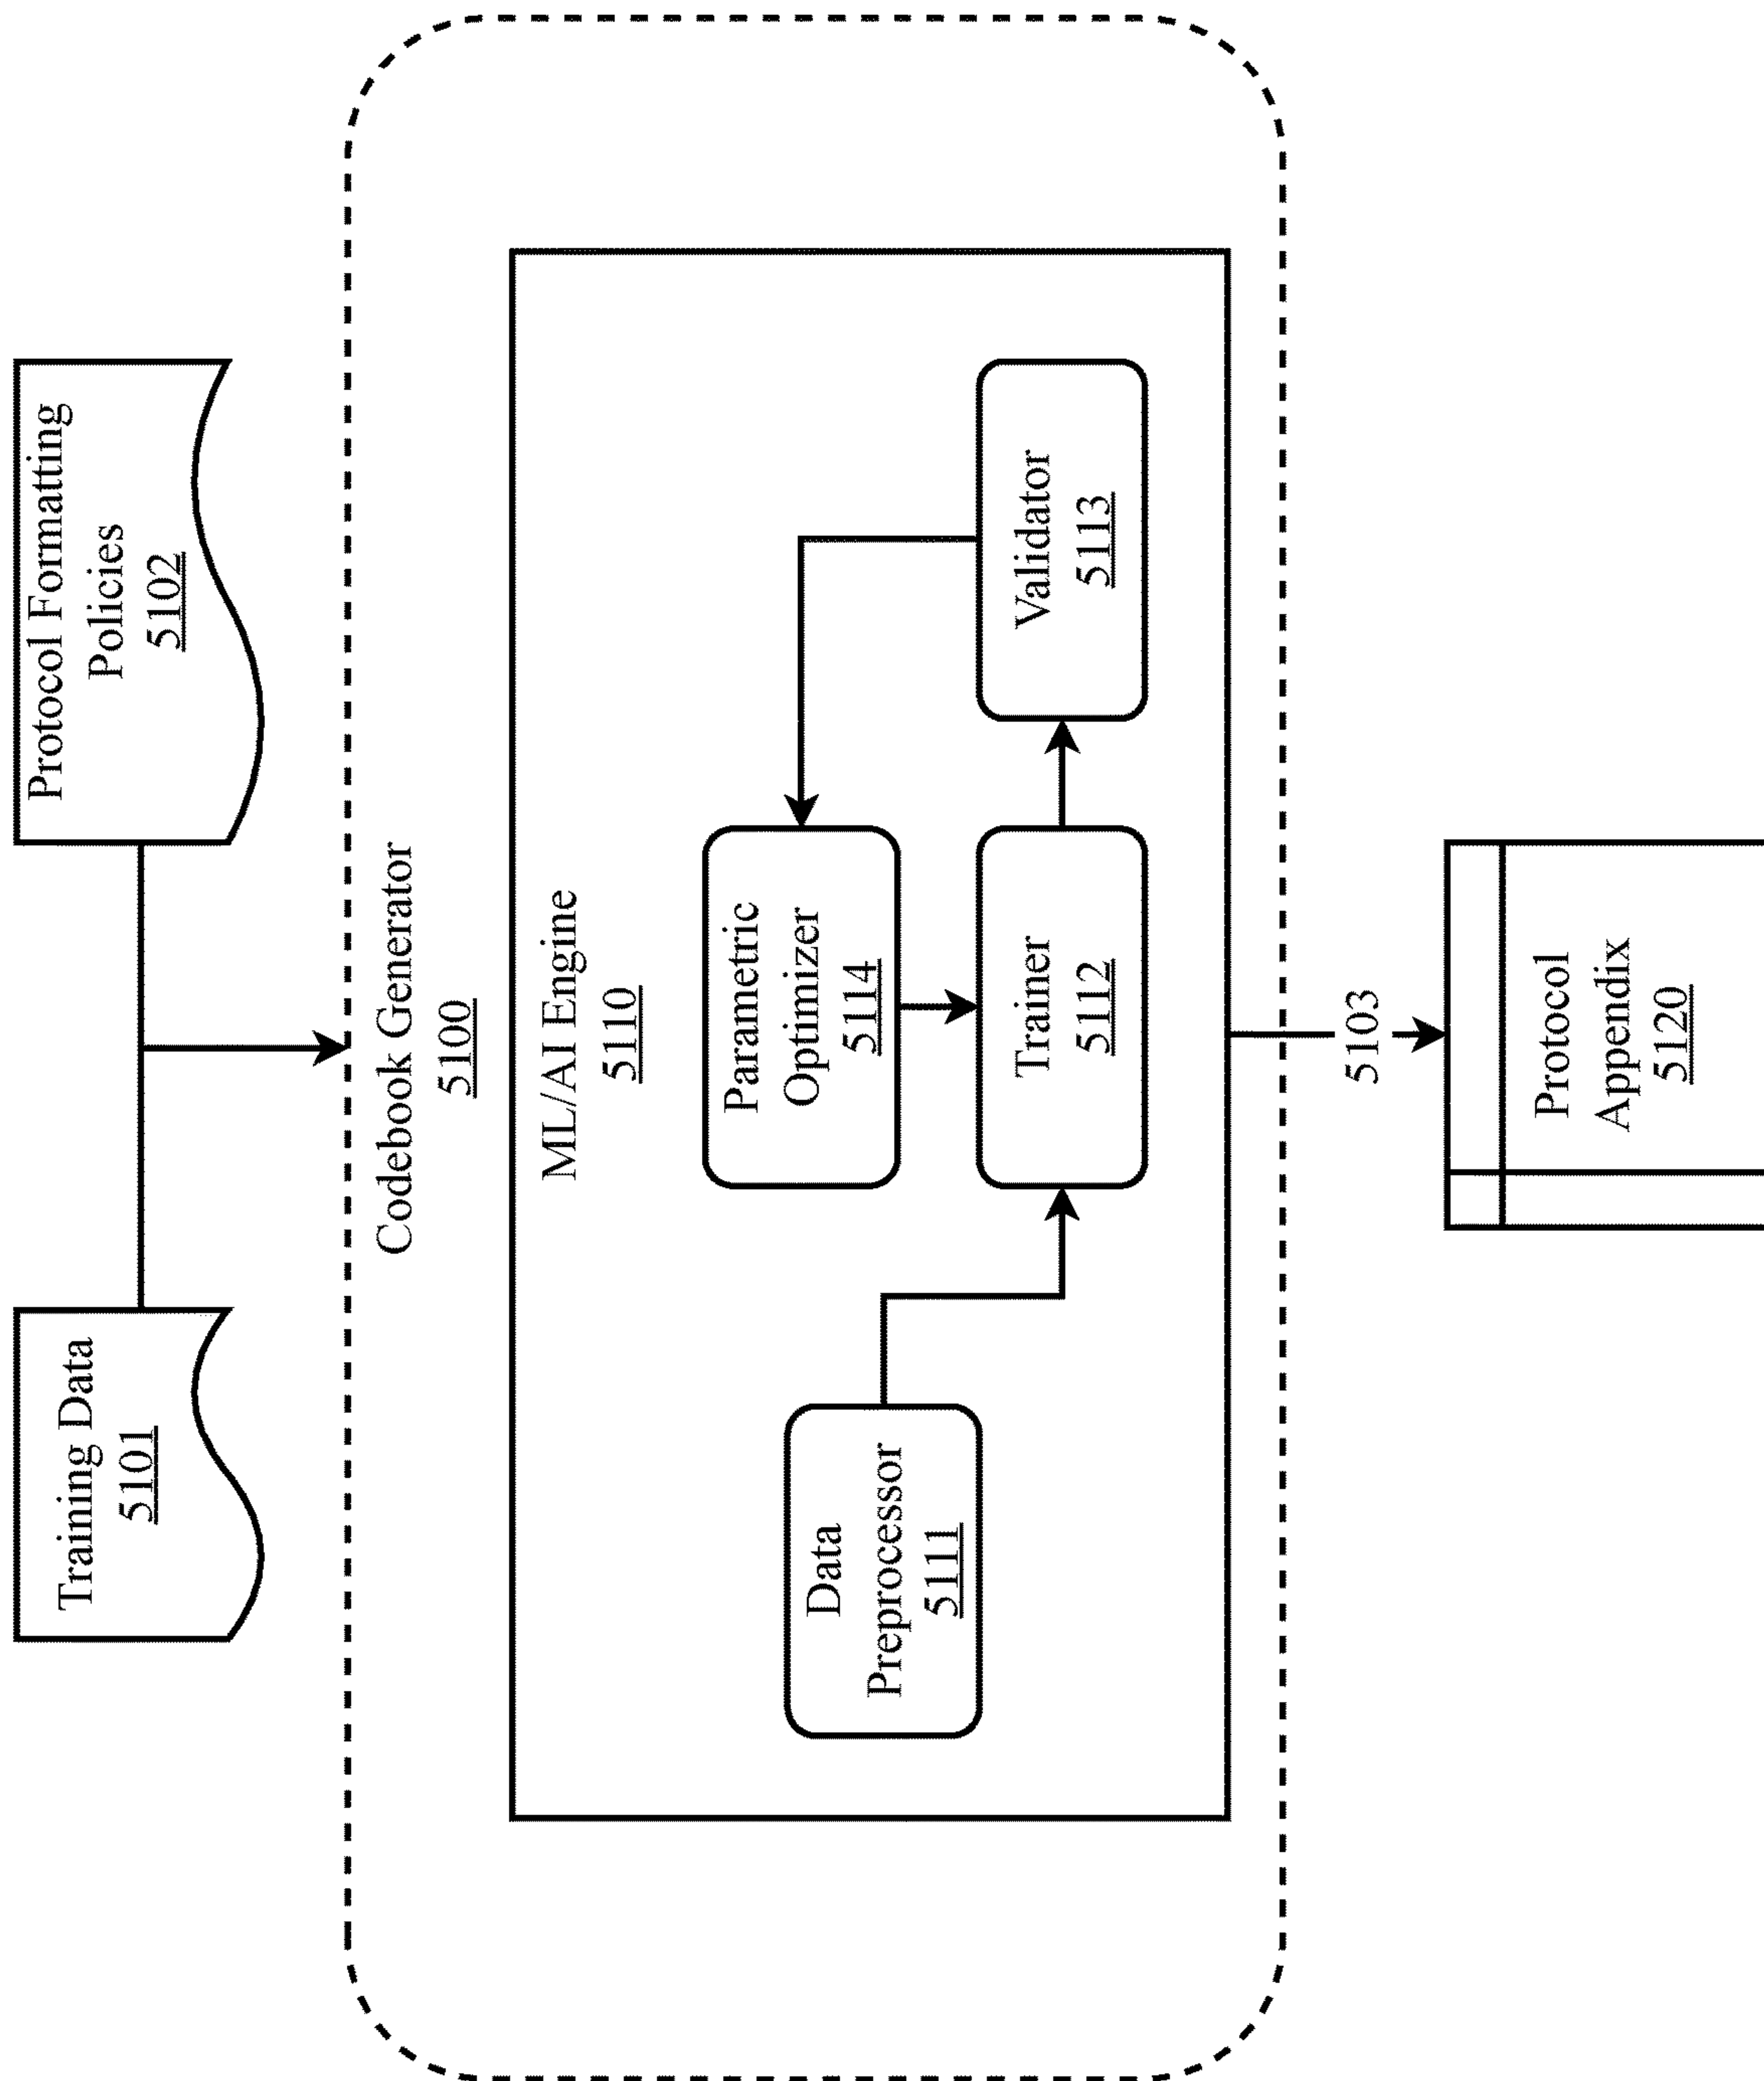 Training Data
5101
Protocol Formatting
Policies
5102
Codebook Generator
5100
ML/AI Engine
5110
Data
Preprocessor
5111
Parametric
Optimizer
5114
Trainer
5112
Validator
5113
5103
Protocol
Appendix
5120